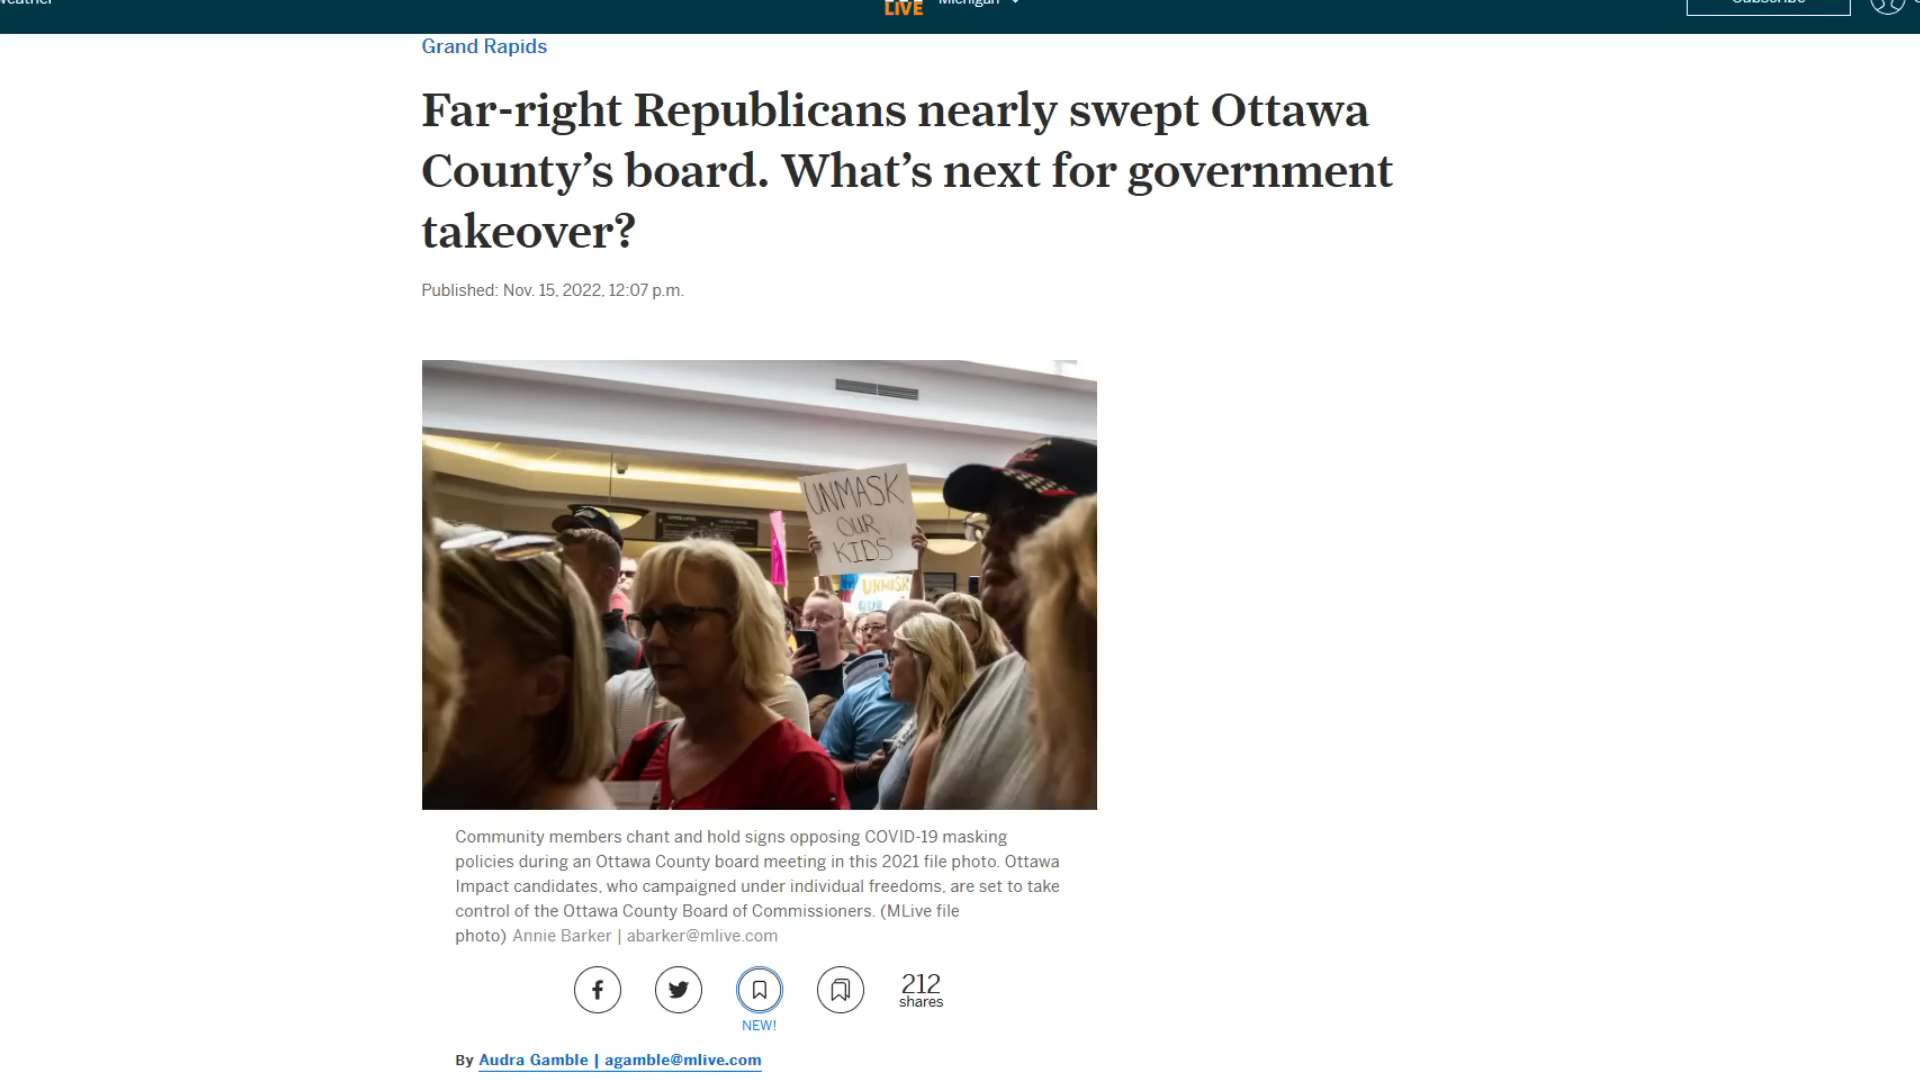 LIVE
Michigan
Subscribe
Grand Rapids
Far-right Republicans nearly swept Ottawa
County’s board. What’s next for government
takeover?
Published: Nov. 15, 2022, 12:07 p.m.
UNMASK
OUR
KIDS
UNMASK
Community members chant and hold signs opposing COVID-19 masking
policies during an Ottawa County board meeting in this 2021 file photo. Ottawa
Impact candidates, who campaigned under individual freedoms, are set to take
control of the Ottawa County Board of Commissioners. (MLive file
photo) Annie Barker | abarker@mlive.com
212
shares
NEW!
By Audra Gamble | agamble@mlive.com